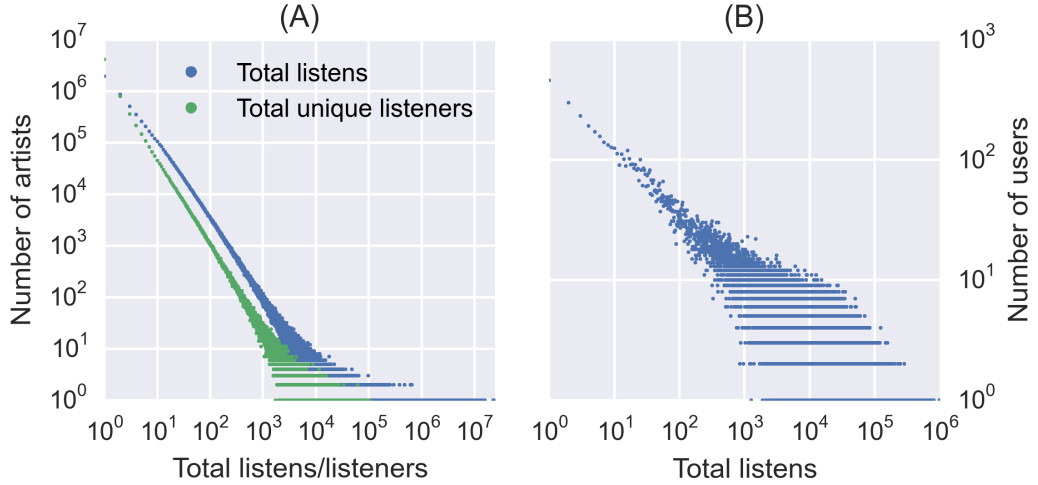 (A)
Number of artists
10^7
10^6
10^5
10^4
10^3
10^2
10^1
10^0
Total listens
Total unique listeners
10^0 10^1 10^2 10^3 10^4 10^5 10^6 10^7
Total listens/listeners
(B)
10^3
10^2
10^1
10^0
Number of users
10^0 10^1 10^2 10^3 10^4 10^5 10^6
Total listens